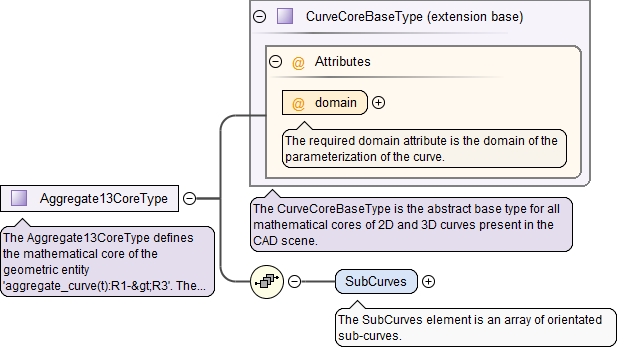 CurveCoreBaseType (extension base)
@ Attributes
@ domain
The required domain attribute is the domain of the
parameterization of the curve.
Aggregate13CoreType
The CurveCoreBaseType is the abstract base type for all
mathematical cores of 2D and 3D curves present in the
CAD scene.
The Aggregate13CoreType defines
the mathematical core of the
geometric entity
'aggregate_curve(t):R1-&gt;R3'. The...
SubCurves
The SubCurves element is an array of orientated
sub-curves.